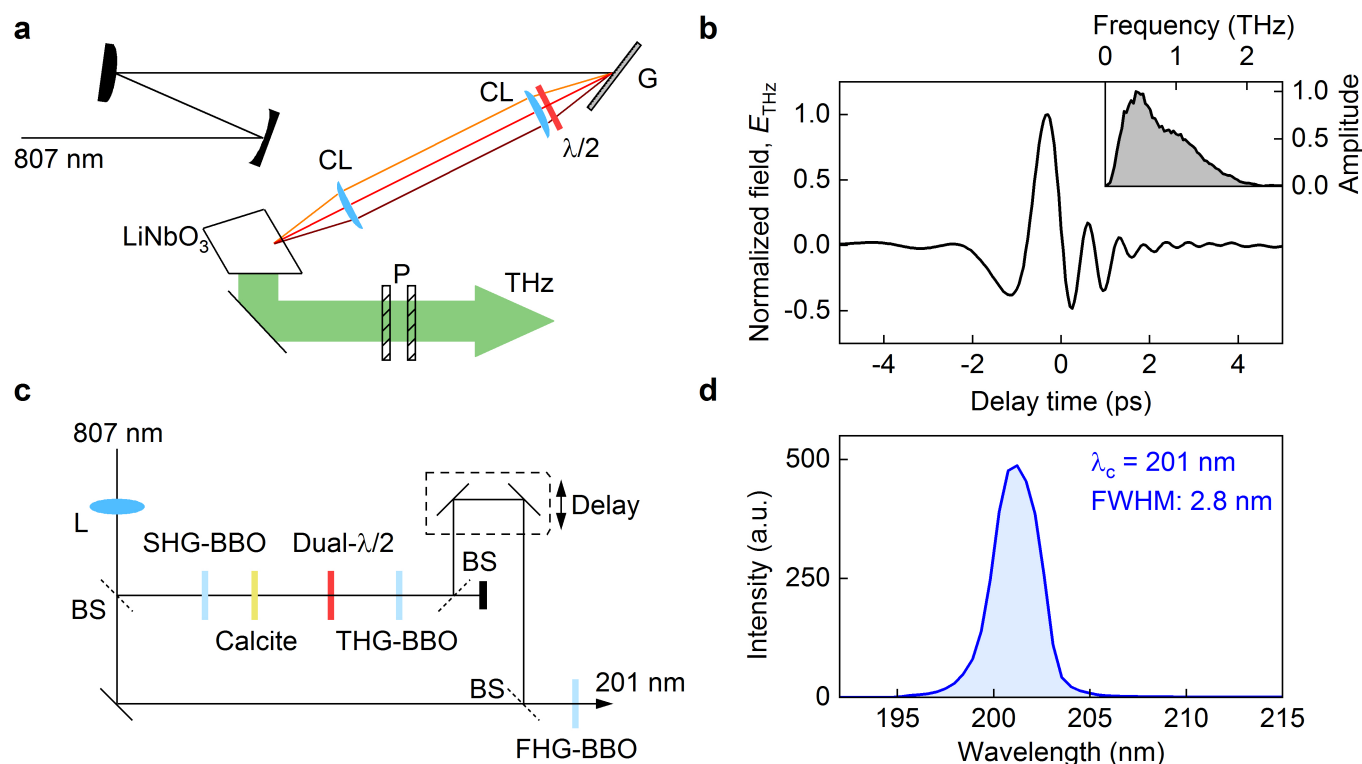 a
807 nm
CL
CL
G
λ/2
LiNbO₃
P
THz
b
Frequency (THz)
0 1 2
1.0
0.5
0.0
Amplitude
Normalized field, E_THz
1.0
0.5
0.0
-0.5
-4 -2 0 2 4
Delay time (ps)
c
807 nm
L
Delay
SHG-BBO Dual-λ/2 BS
BS
Calcite THG-BBO
BS 201 nm
FHG-BBO
d
λc = 201 nm
FWHM: 2.8 nm
Intensity (a.u.)
500
250
0
195 200 205 210 215
Wavelength (nm)